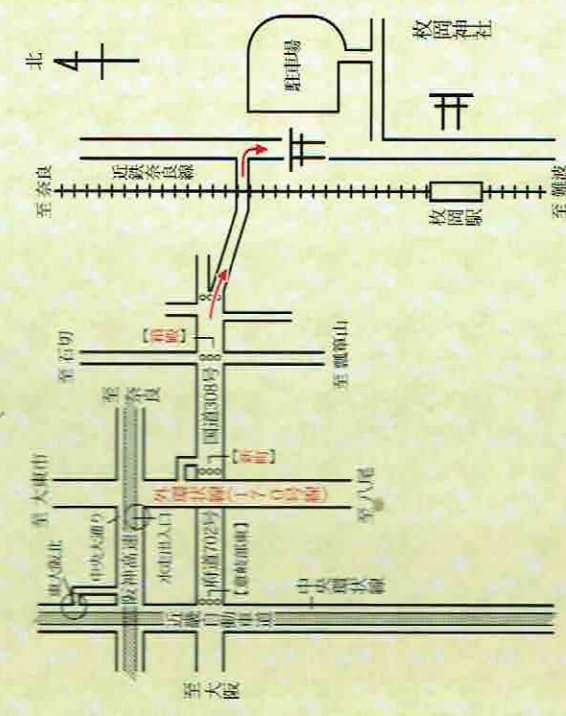 北
駐車場
枚岡神社
至 奈良
近鉄奈良線
枚岡駅
至 難波
至 石切
【箱殿】
至 瓢箪山
至 奈良
国道308号
【新町】
至 大東市
外環状線(170号線)
至 八尾
東大阪北
中央大通り
阪神高速
水走出入口
府道702号
【意岐部東】
中央環状線
近畿自動車道
至 大阪